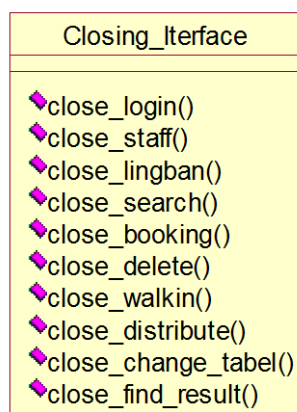 Closing_Iterface
close_login()
close_staff()
close_lingban()
close_search()
close_booking()
close_delete()
close_walkin()
close_distribute()
close_change_tabel()
close_find_result()